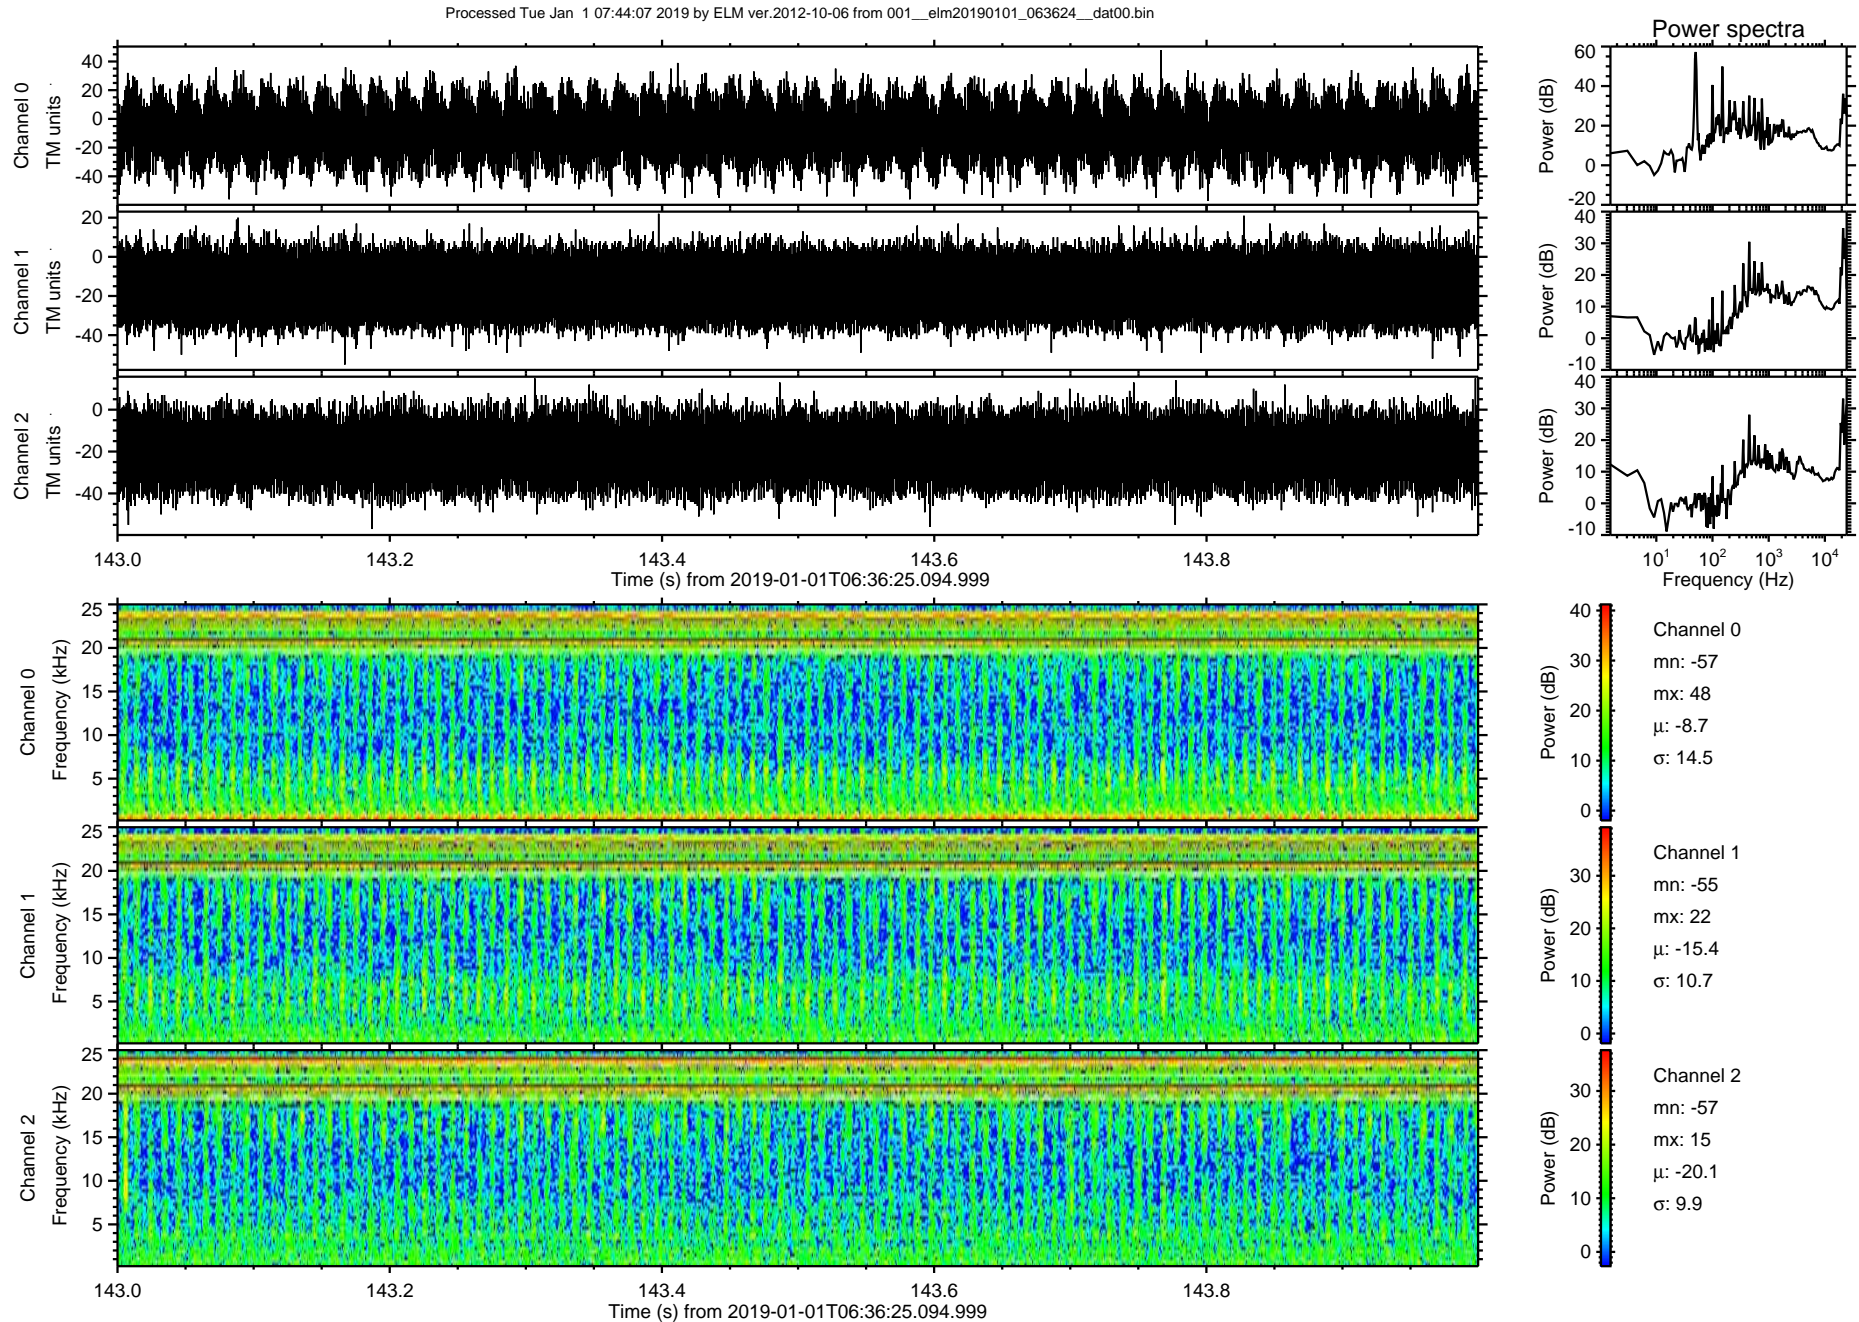 Processed Tue Jan  1 07:44:07 2019 by ELM ver.2012-10-06 from 001__elm20190101_063624__dat00.bin
Power spectra
Channel 0
TM units
40
20
0
-20
-40
Power (dB)
60
40
20
0
-20
Channel 1
TM units
20
0
-20
-40
Power (dB)
40
30
20
10
0
-10
Channel 2
TM units
0
-20
-40
Power (dB)
40
30
20
10
0
-10
143.0 143.2 143.4 143.6 143.8
Time (s) from 2019-01-01T06:36:25.094.999
10^1 10^2 10^3 10^4
Frequency (Hz)
Channel 0
Frequency (kHz)
25
20
15
10
5
Power (dB)
40
30
20
10
0
Channel 0
mn: -57
mx: 48
μ: -8.7
σ: 14.5
Channel 1
Frequency (kHz)
25
20
15
10
5
Power (dB)
30
20
10
0
Channel 1
mn: -55
mx: 22
μ: -15.4
σ: 10.7
Channel 2
Frequency (kHz)
25
20
15
10
5
Power (dB)
30
20
10
0
Channel 2
mn: -57
mx: 15
μ: -20.1
σ: 9.9
143.0 143.2 143.4 143.6 143.8
Time (s) from 2019-01-01T06:36:25.094.999